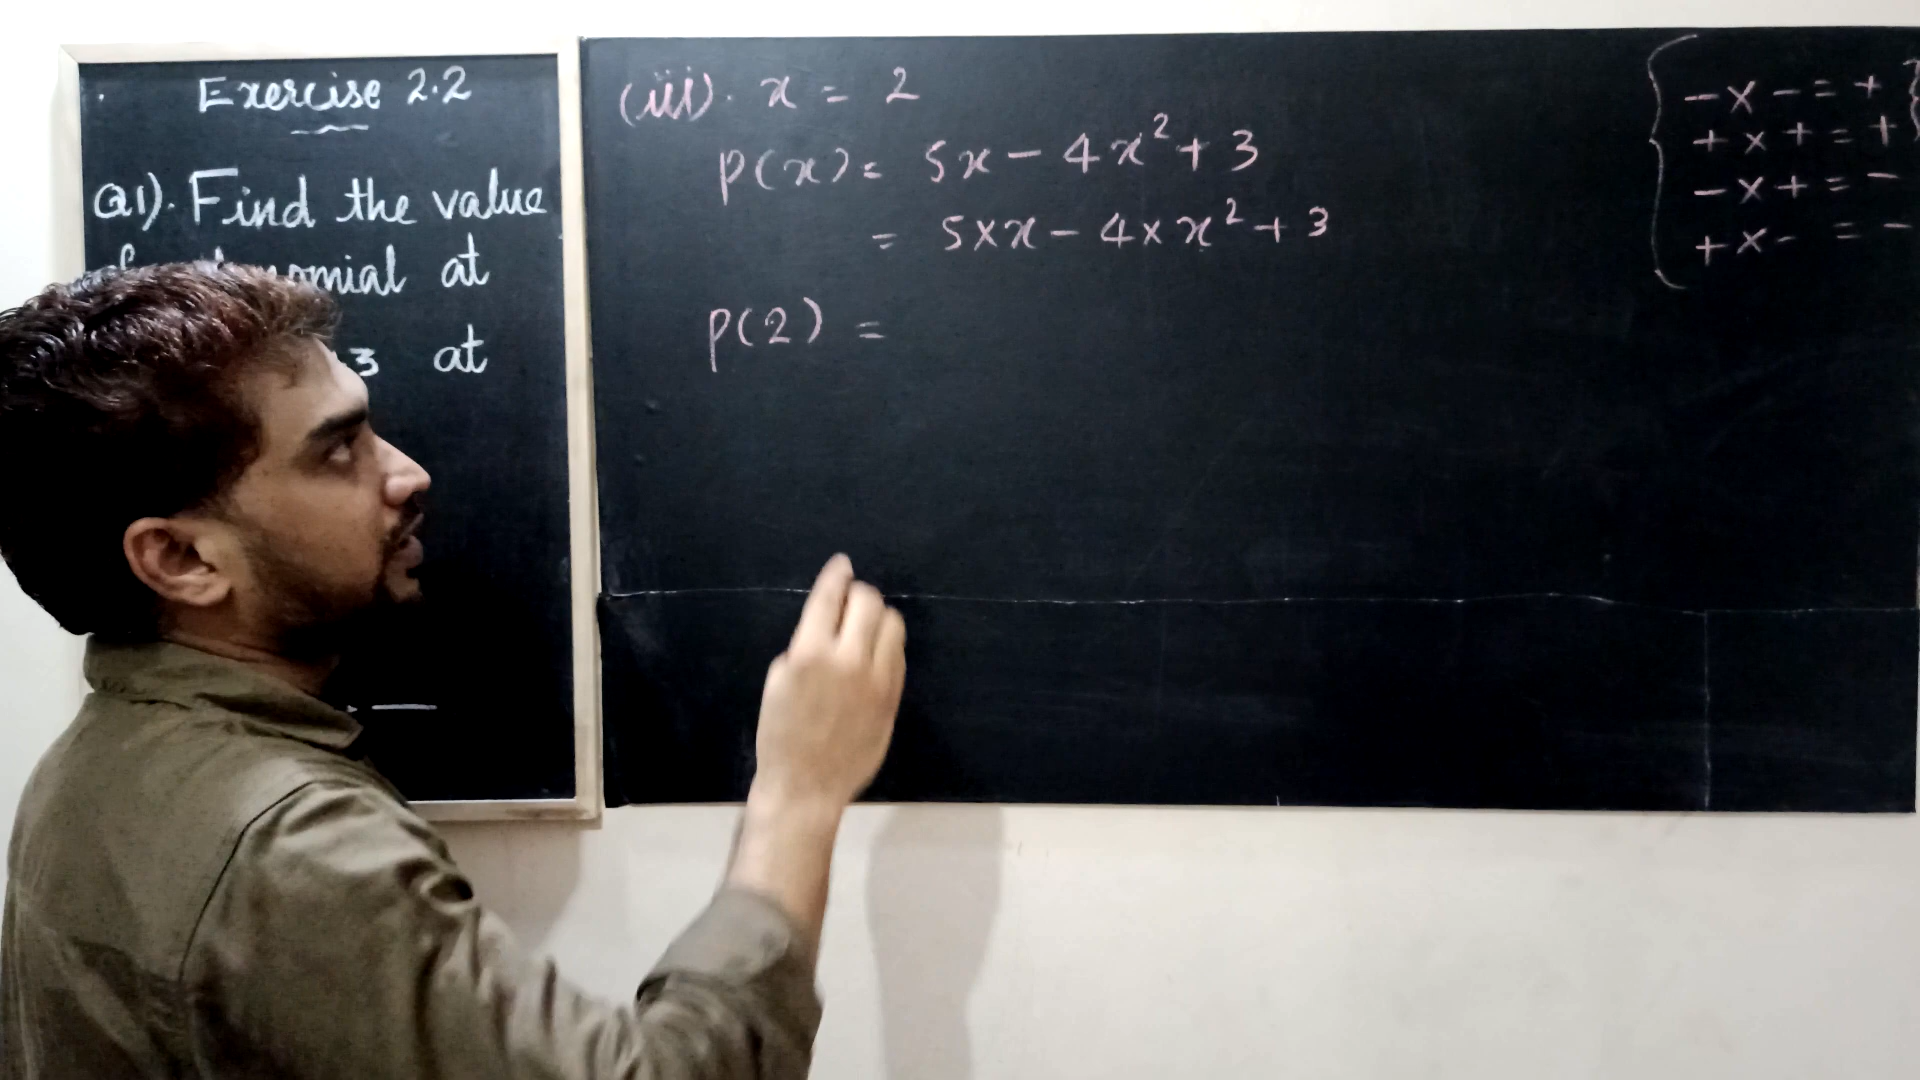 Exercise 2.2
Q1). Find the value
at
3 at
(iii). x = 2
p(x) = 5x - 4x² + 3
= 5×x - 4×x² + 3
p(2) =
- × - = +
+ × + = +
- × + = -
+ × - = -